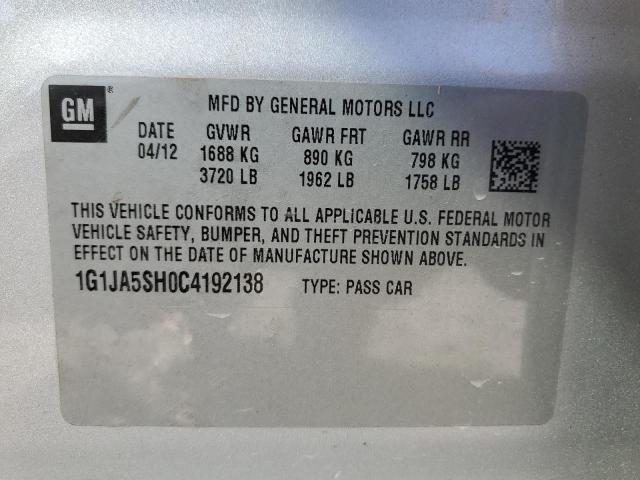 GM®
MFD BY GENERAL MOTORS LLC
DATE GVWR GAWR FRT GAWR RR
04/12 1688 KG 890 KG 798 KG
3720 LB 1962 LB 1758 LB
THIS VEHICLE CONFORMS TO ALL APPLICABLE U.S. FEDERAL MOTOR
VEHICLE SAFETY, BUMPER, AND THEFT PREVENTION STANDARDS IN
EFFECT ON THE DATE OF MANUFACTURE SHOWN ABOVE.
1G1JA5SH0C4192138 TYPE: PASS CAR